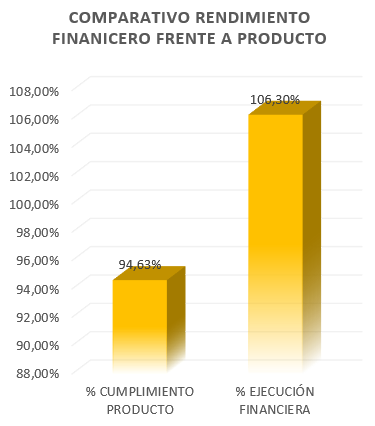 COMPARATIVO RENDIMIENTO
FINANICERO FRENTE A PRODUCTO
108,00%
106,00%
104,00%
102,00%
100,00%
98,00%
96,00%
94,00%
92,00%
90,00%
88,00%
94,63%
106,30%
% CUMPLIMIENTO
PRODUCTO
% EJECUCIÓN
FINANCIERA